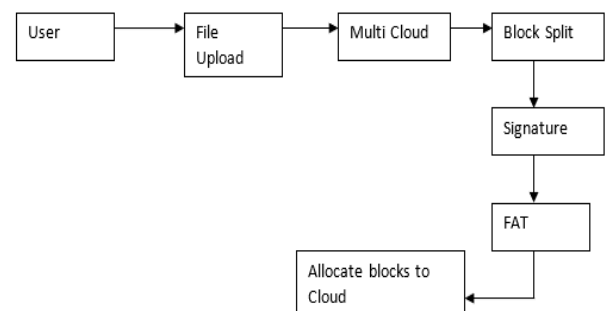 User
File
Upload
Multi Cloud
Block Split
Signature
FAT
Allocate blocks to
Cloud